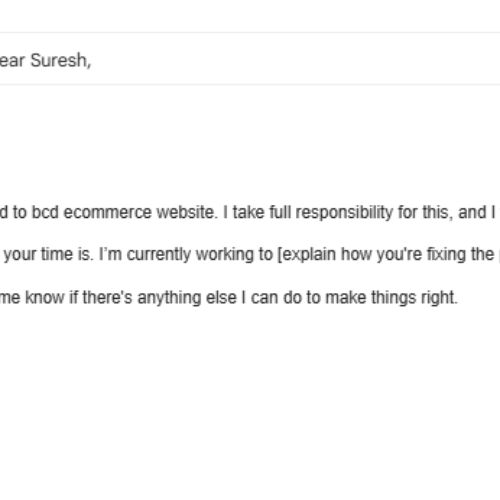 ear Suresh,
d to bcd ecommerce website. I take full responsibility for this, and I
your time is. I'm currently working to [explain how you're fixing the
me know if there's anything else I can do to make things right.